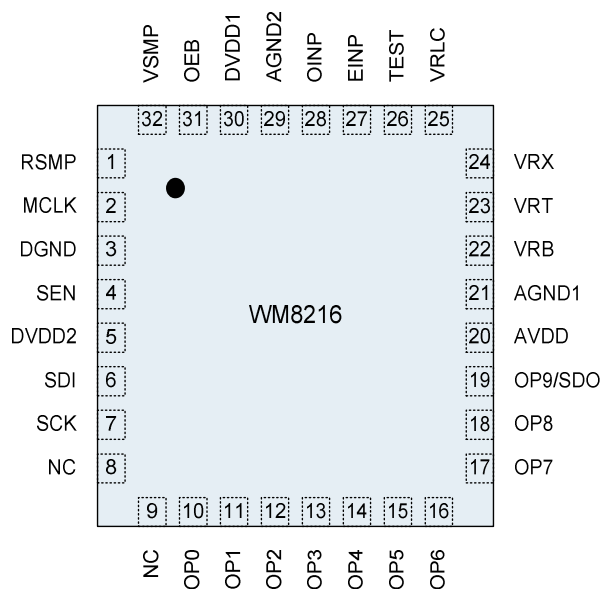 VSMP OEB DVDD1 AGND2 OINP EINP TEST VRLC
32 31 30 29 28 27 26 25
RSMP 1 24 VRX
MCLK 2 23 VRT
DGND 3 22 VRB
SEN 4 21 AGND1
WM8216
DVDD2 5 20 AVDD
SDI 6 19 OP9/SDO
SCK 7 18 OP8
NC 8 17 OP7
9 10 11 12 13 14 15 16
NC OP0 OP1 OP2 OP3 OP4 OP5 OP6